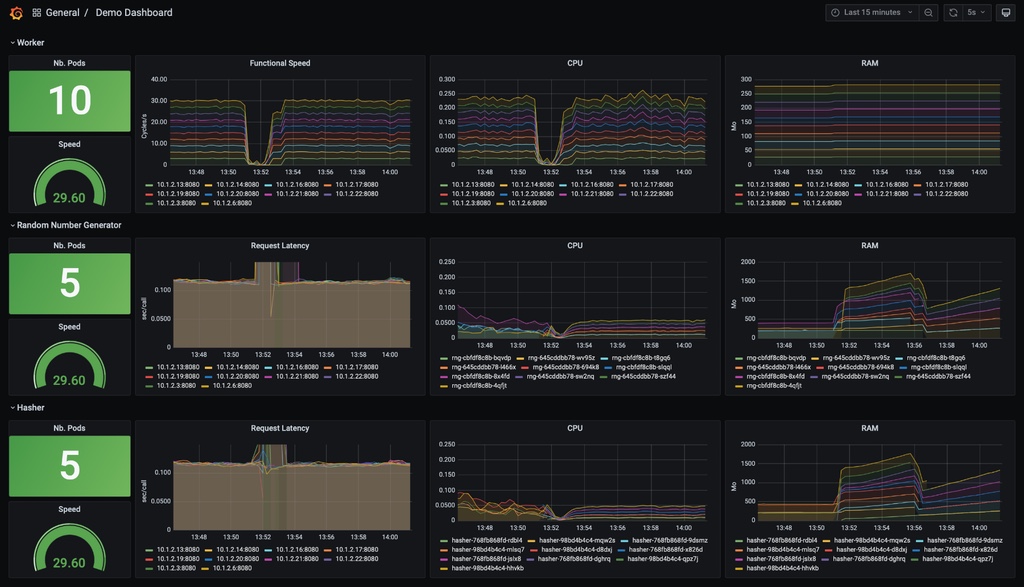 General / Demo Dashboard
Last 15 minutes
5s
Worker
Nb. Pods
10
Speed
29.60
Functional Speed
Cycles/s
40.00
30.00
20.00
10.00
0
13:48 13:50 13:52 13:54 13:56 13:58 14:00
10.1.2.13:8080 10.1.2.14:8080 10.1.2.16:8080 10.1.2.17:8080
10.1.2.19:8080 10.1.2.20:8080 10.1.2.21:8080 10.1.2.22:8080
10.1.2.3:8080 10.1.2.6:8080
CPU
0.300
0.250
0.200
0.150
0.100
0.0500
0
13:48 13:50 13:52 13:54 13:56 13:58 14:00
10.1.2.13:8080 10.1.2.14:8080 10.1.2.16:8080 10.1.2.17:8080
10.1.2.19:8080 10.1.2.20:8080 10.1.2.21:8080 10.1.2.22:8080
10.1.2.3:8080 10.1.2.6:8080
RAM
Mo
300
250
200
150
100
50
0
13:48 13:50 13:52 13:54 13:56 13:58 14:00
10.1.2.13:8080 10.1.2.14:8080 10.1.2.16:8080 10.1.2.17:8080
10.1.2.19:8080 10.1.2.20:8080 10.1.2.21:8080 10.1.2.22:8080
10.1.2.3:8080 10.1.2.6:8080
Random Number Generator
Nb. Pods
5
Speed
29.60
Request Latency
sec/call
0.100
0.0500
0
13:48 13:50 13:52 13:54 13:56 13:58 14:00
10.1.2.13:8080 10.1.2.14:8080 10.1.2.16:8080 10.1.2.17:8080
10.1.2.19:8080 10.1.2.20:8080 10.1.2.21:8080 10.1.2.22:8080
10.1.2.3:8080 10.1.2.6:8080
CPU
0.250
0.200
0.150
0.100
0.0500
0
13:48 13:50 13:52 13:54 13:56 13:58 14:00
rng-cbfdf8c8b-bqvdp rng-645cddbb78-wv95z rng-cbfdf8c8b-t8gq6
rng-645cddbb78-l466x rng-645cddbb78-694k8 rng-cbfdf8c8b-slqql
rng-cbfdf8c8b-8x4fd rng-645cddbb78-sw2nq rng-645cddbb78-szf44
rng-cbfdf8c8b-4qfjt
RAM
Mo
2000
1500
1000
500
0
13:48 13:50 13:52 13:54 13:56 13:58 14:00
rng-cbfdf8c8b-bqvdp rng-645cddbb78-wv95z rng-cbfdf8c8b-t8gq6
rng-645cddbb78-l466x rng-645cddbb78-694k8 rng-cbfdf8c8b-slqql
rng-cbfdf8c8b-8x4fd rng-645cddbb78-sw2nq rng-645cddbb78-szf44
rng-cbfdf8c8b-4qfjt
Hasher
Nb. Pods
5
Speed
29.60
Request Latency
sec/call
0.100
0.0500
0
13:48 13:50 13:52 13:54 13:56 13:58 14:00
10.1.2.13:8080 10.1.2.14:8080 10.1.2.16:8080 10.1.2.17:8080
10.1.2.19:8080 10.1.2.20:8080 10.1.2.21:8080 10.1.2.22:8080
10.1.2.3:8080 10.1.2.6:8080
CPU
0.250
0.200
0.150
0.100
0.0500
0
13:48 13:50 13:52 13:54 13:56 13:58 14:00
hasher-768fb868fd-rdbl4 hasher-98bd4b4c4-mqw2s hasher-768fb868fd-9dsmz
hasher-98bd4b4c4-mlsq7 hasher-98bd4b4c4-d8dxj hasher-768fb868fd-x826d
hasher-768fb868fd-jslx8 hasher-768fb868fd-dghrq hasher-98bd4b4c4-qpz7j
hasher-98bd4b4c4-hhvkb
RAM
Mo
2000
1500
1000
500
0
13:48 13:50 13:52 13:54 13:56 13:58 14:00
hasher-768fb868fd-rdbl4 hasher-98bd4b4c4-mqw2s hasher-768fb868fd-9dsmz
hasher-98bd4b4c4-mlsq7 hasher-98bd4b4c4-d8dxj hasher-768fb868fd-x826d
hasher-768fb868fd-jslx8 hasher-768fb868fd-dghrq hasher-98bd4b4c4-qpz7j
hasher-98bd4b4c4-hhvkb